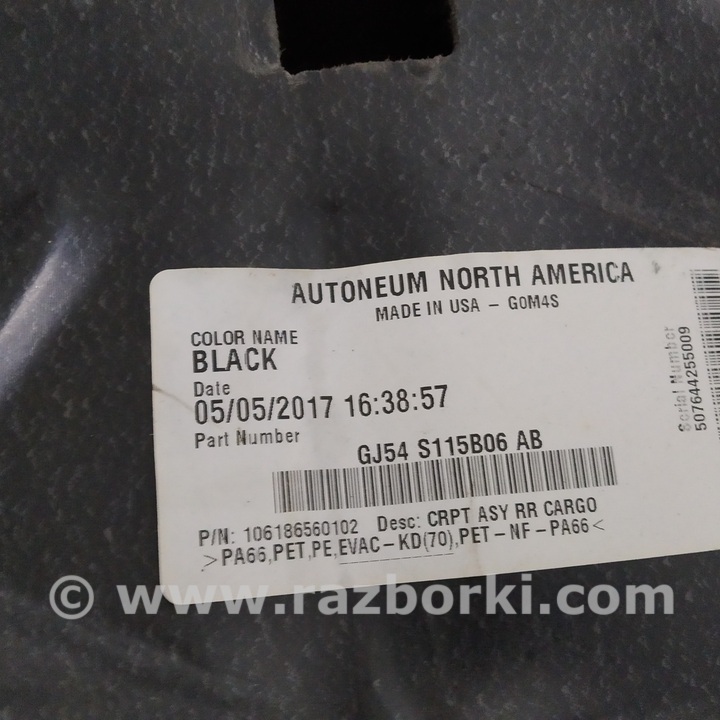 AUTONEUM NORTH AMERICA
MADE IN USA – G0M4S
COLOR NAME
BLACK
Date
05/05/2017 16:38:57
Part Number
GJ54 S115B06 AB
P/N: 106186560102 Desc: CRPT ASY RR CARGO
>PA66,PET,PE,EVAC–KD(70),PET–NF–PA66<
Serial Number
507644255009
© www.razborki.com